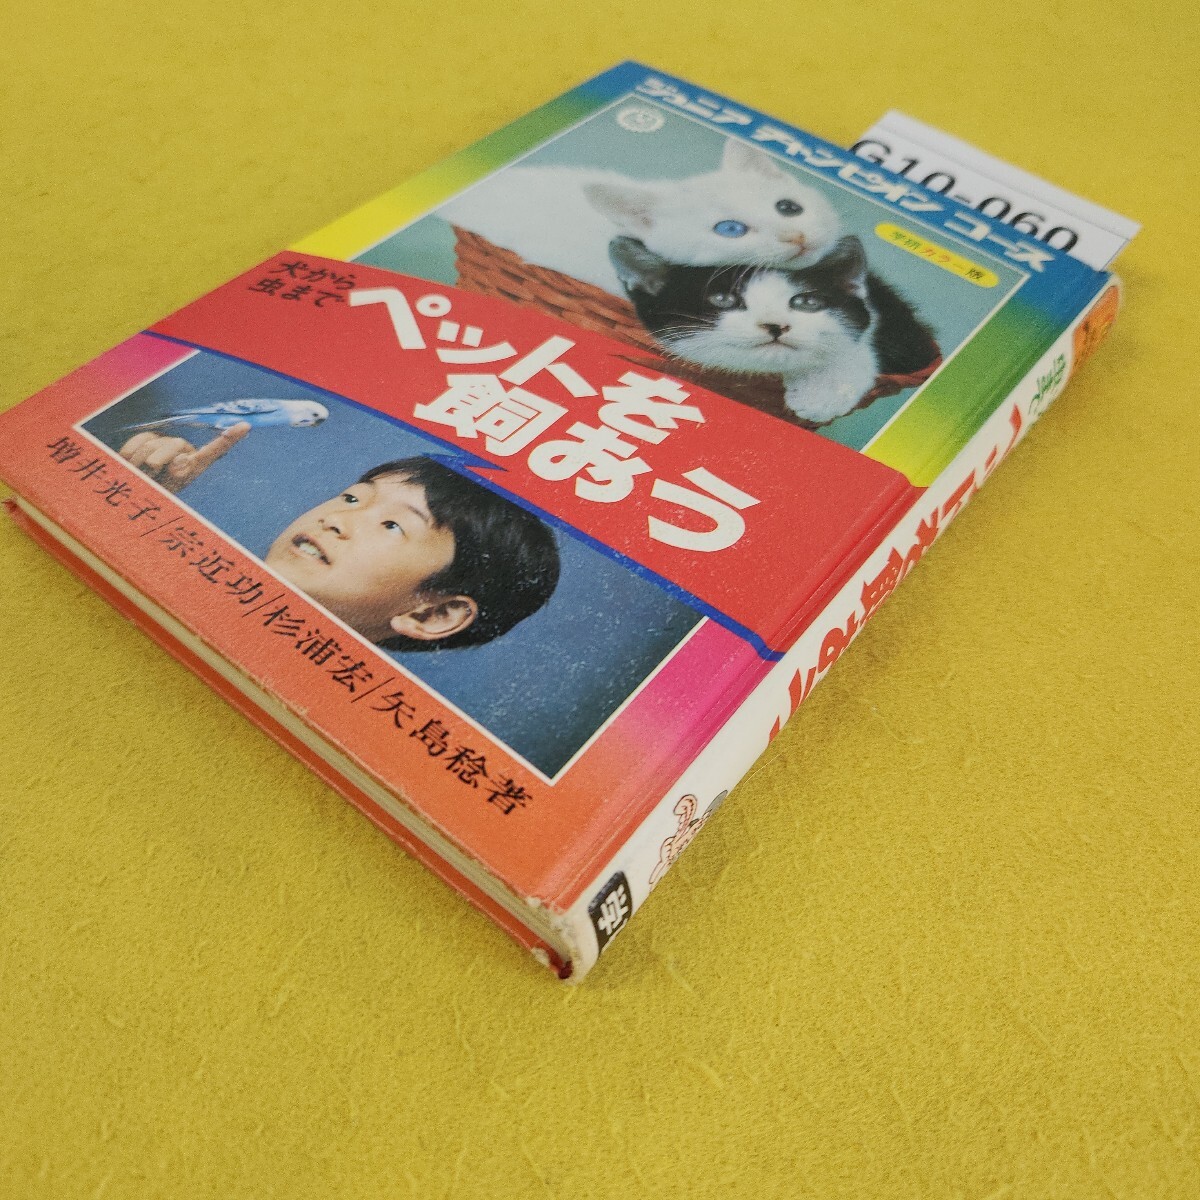 G10-060
ジュニア チャンピオン コース
学研カラー版
犬から
虫まで
ペットを
飼おう
増井光子/宗近功/杉浦宏/矢島稔著